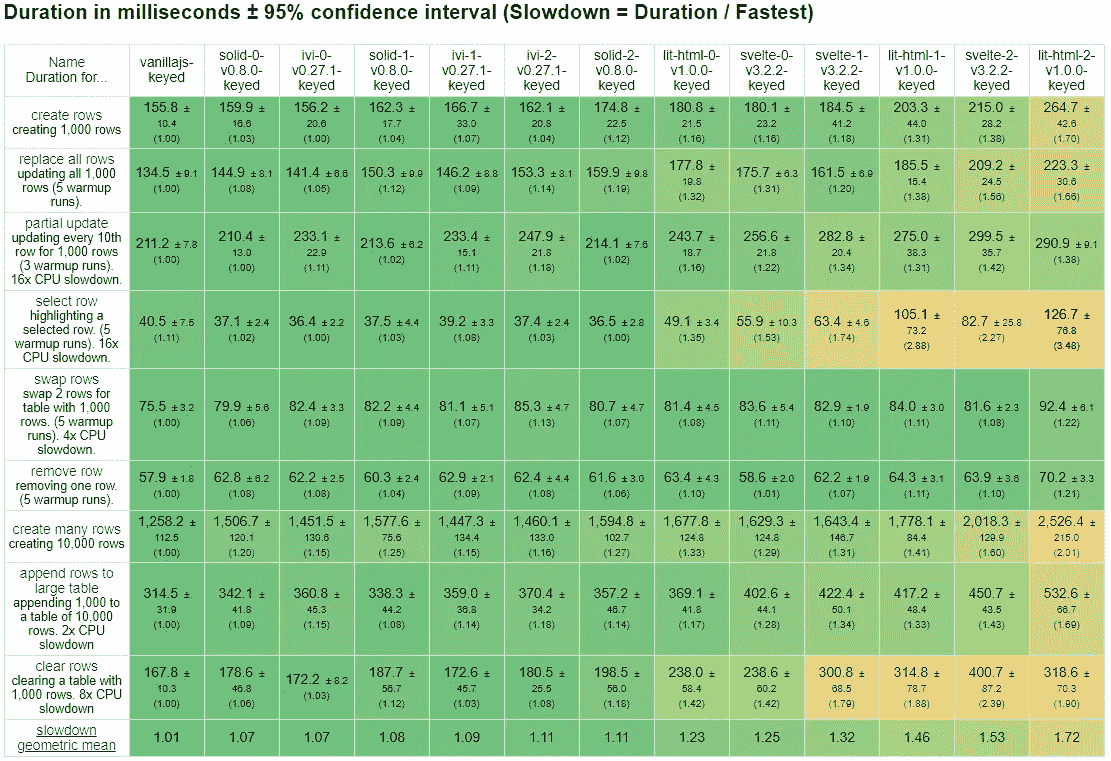 Duration in milliseconds ± 95% confidence interval (Slowdown = Duration / Fastest)
Name
Duration for...
vanillajs-
keyed
solid-0-
v0.8.0-
keyed
ivi-0-
v0.27.1-
keyed
solid-1-
v0.8.0-
keyed
ivi-1-
v0.27.1-
keyed
ivi-2-
v0.27.1-
keyed
solid-2-
v0.8.0-
keyed
lit-html-0-
v1.0.0-
keyed
svelte-0-
v3.2.2-
keyed
svelte-1-
v3.2.2-
keyed
lit-html-1-
v1.0.0-
keyed
svelte-2-
v3.2.2-
keyed
lit-html-2-
v1.0.0-
keyed
create rows
creating 1,000 rows
155.8 ±
10.4
(1.00)
159.9 ±
16.6
(1.03)
156.2 ±
20.6
(1.00)
162.3 ±
17.7
(1.04)
166.7 ±
33.0
(1.07)
162.1 ±
20.8
(1.04)
174.8 ±
22.5
(1.12)
180.8 ±
21.5
(1.16)
180.1 ±
23.2
(1.16)
184.5 ±
41.2
(1.18)
203.3 ±
44.0
(1.31)
215.0 ±
28.2
(1.38)
264.7 ±
42.6
(1.70)
replace all rows
updating all 1,000
rows (5 warmup
runs).
134.5 ± 9.1
(1.00)
144.9 ± 8.1
(1.08)
141.4 ± 6.6
(1.05)
150.3 ± 9.9
(1.12)
146.2 ± 8.8
(1.09)
153.3 ± 8.1
(1.14)
159.9 ± 9.8
(1.19)
177.8 ±
19.8
(1.32)
175.7 ± 6.3
(1.31)
161.5 ± 6.9
(1.20)
185.5 ±
15.4
(1.38)
209.2 ±
24.5
(1.56)
223.3 ±
30.6
(1.66)
partial update
updating every 10th
row for 1,000 rows
(3 warmup runs).
16x CPU slowdown.
211.2 ± 7.8
(1.00)
210.4 ±
13.0
(1.00)
233.1 ±
22.9
(1.11)
213.6 ± 6.2
(1.02)
233.4 ±
15.1
(1.11)
247.9 ±
21.8
(1.18)
214.1 ± 7.6
(1.02)
243.7 ±
18.7
(1.16)
256.6 ±
21.8
(1.22)
282.8 ±
20.4
(1.34)
275.0 ±
38.3
(1.31)
299.5 ±
35.7
(1.42)
290.9 ± 9.1
(1.38)
select row
highlighting a
selected row. (5
warmup runs). 16x
CPU slowdown.
40.5 ± 7.5
(1.11)
37.1 ± 2.4
(1.02)
36.4 ± 2.2
(1.00)
37.5 ± 4.4
(1.03)
39.2 ± 3.3
(1.08)
37.4 ± 2.4
(1.03)
36.5 ± 2.8
(1.00)
49.1 ± 3.4
(1.35)
55.9 ± 10.3
(1.53)
63.4 ± 4.6
(1.74)
105.1 ±
73.2
(2.88)
82.7 ± 25.8
(2.27)
126.7 ±
76.8
(3.48)
swap rows
swap 2 rows for
table with 1,000
rows. (5 warmup
runs). 4x CPU
slowdown.
75.5 ± 3.2
(1.00)
79.9 ± 5.6
(1.06)
82.4 ± 3.3
(1.09)
82.2 ± 4.4
(1.09)
81.1 ± 5.1
(1.07)
85.3 ± 4.7
(1.13)
80.7 ± 4.7
(1.07)
81.4 ± 4.5
(1.08)
83.6 ± 5.4
(1.11)
82.9 ± 1.9
(1.10)
84.0 ± 3.0
(1.11)
81.6 ± 2.3
(1.08)
92.4 ± 6.1
(1.22)
remove row
removing one row.
(5 warmup runs).
57.9 ± 1.8
(1.00)
62.8 ± 6.2
(1.08)
62.2 ± 2.5
(1.08)
60.3 ± 2.4
(1.04)
62.9 ± 2.1
(1.09)
62.4 ± 4.4
(1.08)
61.6 ± 3.0
(1.06)
63.4 ± 4.3
(1.10)
58.6 ± 2.0
(1.01)
62.2 ± 1.9
(1.07)
64.3 ± 3.1
(1.11)
63.9 ± 3.6
(1.10)
70.2 ± 3.3
(1.21)
create many rows
creating 10,000 rows
1,258.2 ±
112.5
(1.00)
1,506.7 ±
120.1
(1.20)
1,451.5 ±
130.6
(1.15)
1,577.6 ±
75.6
(1.25)
1,447.3 ±
134.4
(1.15)
1,460.1 ±
133.0
(1.16)
1,594.8 ±
102.7
(1.27)
1,677.8 ±
124.8
(1.33)
1,629.3 ±
124.8
(1.29)
1,643.4 ±
146.7
(1.31)
1,778.1 ±
84.4
(1.41)
2,018.3 ±
129.9
(1.60)
2,526.4 ±
215.0
(2.01)
append rows to
large table
appending 1,000 to
a table of 10,000
rows. 2x CPU
slowdown
314.5 ±
31.9
(1.00)
342.1 ±
41.8
(1.09)
360.8 ±
45.3
(1.15)
338.3 ±
44.2
(1.08)
359.0 ±
36.8
(1.14)
370.4 ±
34.2
(1.18)
357.2 ±
46.7
(1.14)
369.1 ±
41.8
(1.17)
402.6 ±
44.1
(1.28)
422.4 ±
50.1
(1.34)
417.2 ±
48.4
(1.33)
450.7 ±
43.5
(1.43)
532.6 ±
66.7
(1.69)
clear rows
clearing a table with
1,000 rows. 8x CPU
slowdown
167.8 ±
10.3
(1.00)
178.6 ±
46.8
(1.06)
172.2 ± 8.2
(1.03)
187.7 ±
56.7
(1.12)
172.6 ±
45.7
(1.03)
180.5 ±
25.5
(1.08)
198.5 ±
56.0
(1.18)
238.0 ±
58.4
(1.42)
238.6 ±
60.2
(1.42)
300.8 ±
68.5
(1.79)
314.8 ±
78.7
(1.88)
400.7 ±
87.2
(2.39)
318.6 ±
70.3
(1.90)
slowdown
geometric mean
1.01
1.07
1.07
1.08
1.09
1.11
1.11
1.23
1.25
1.32
1.46
1.53
1.72